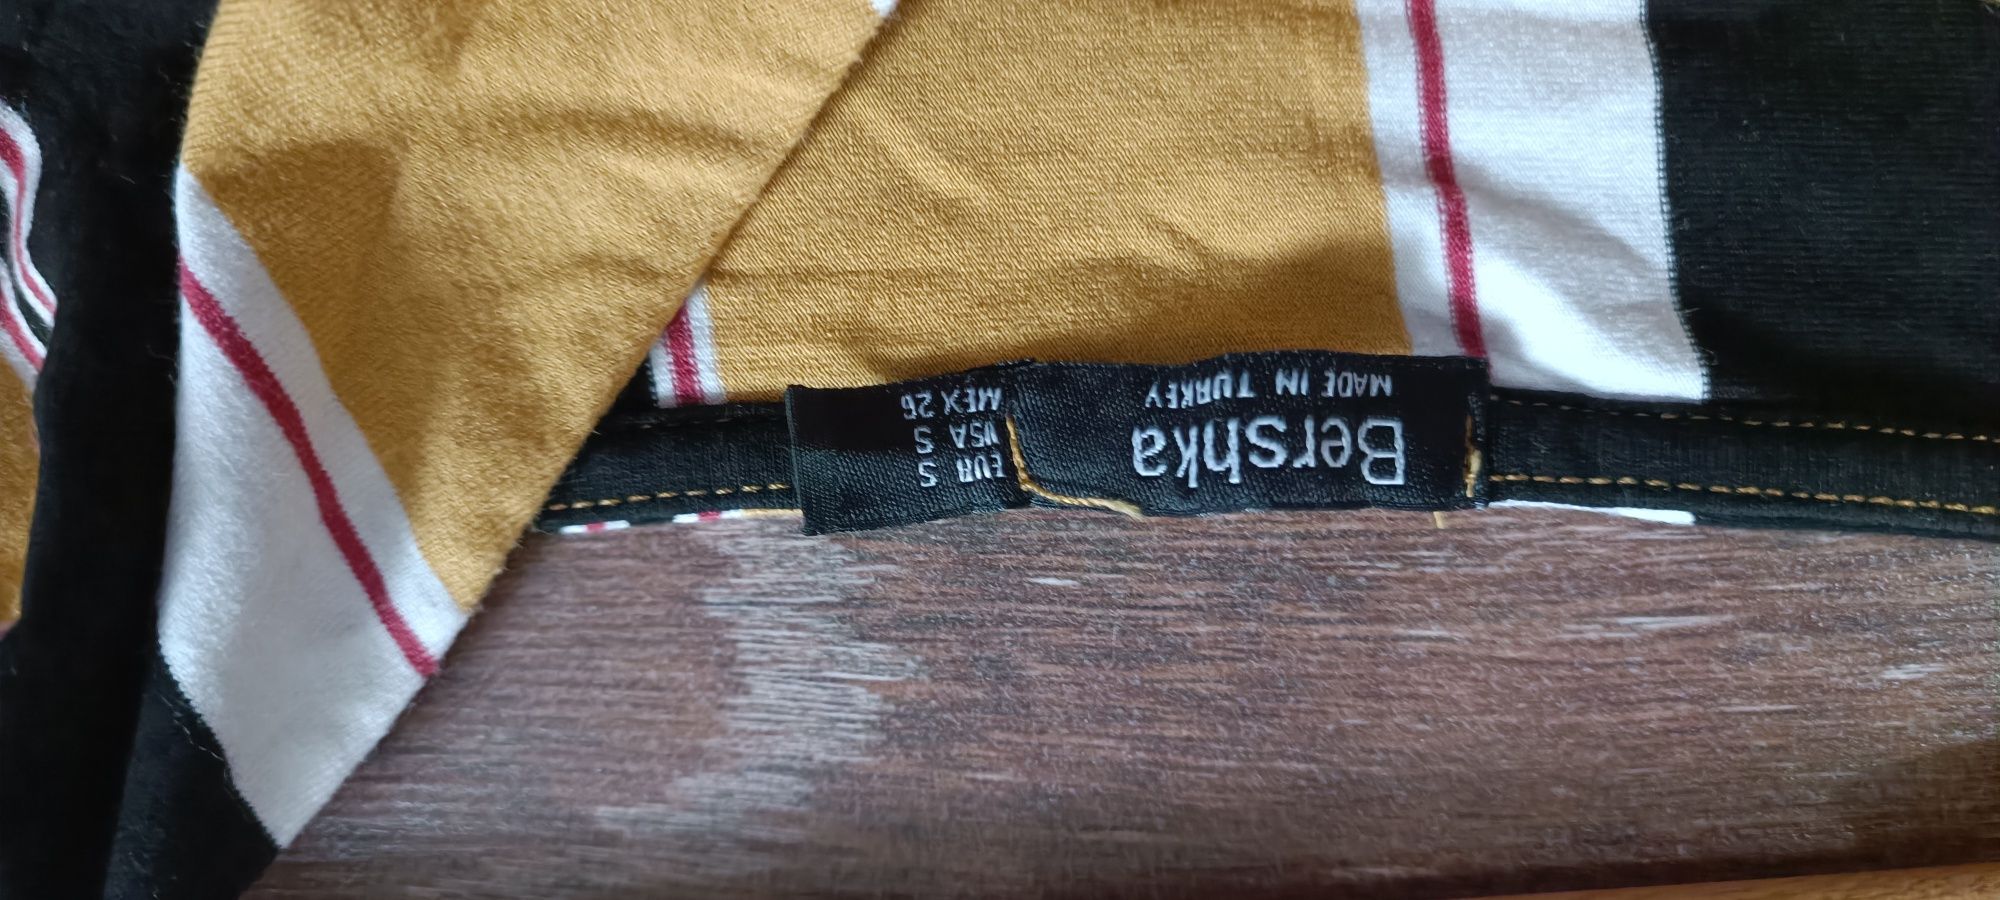 Bershka
MADE IN TURKEY
EUR S
USA S
MEX 26